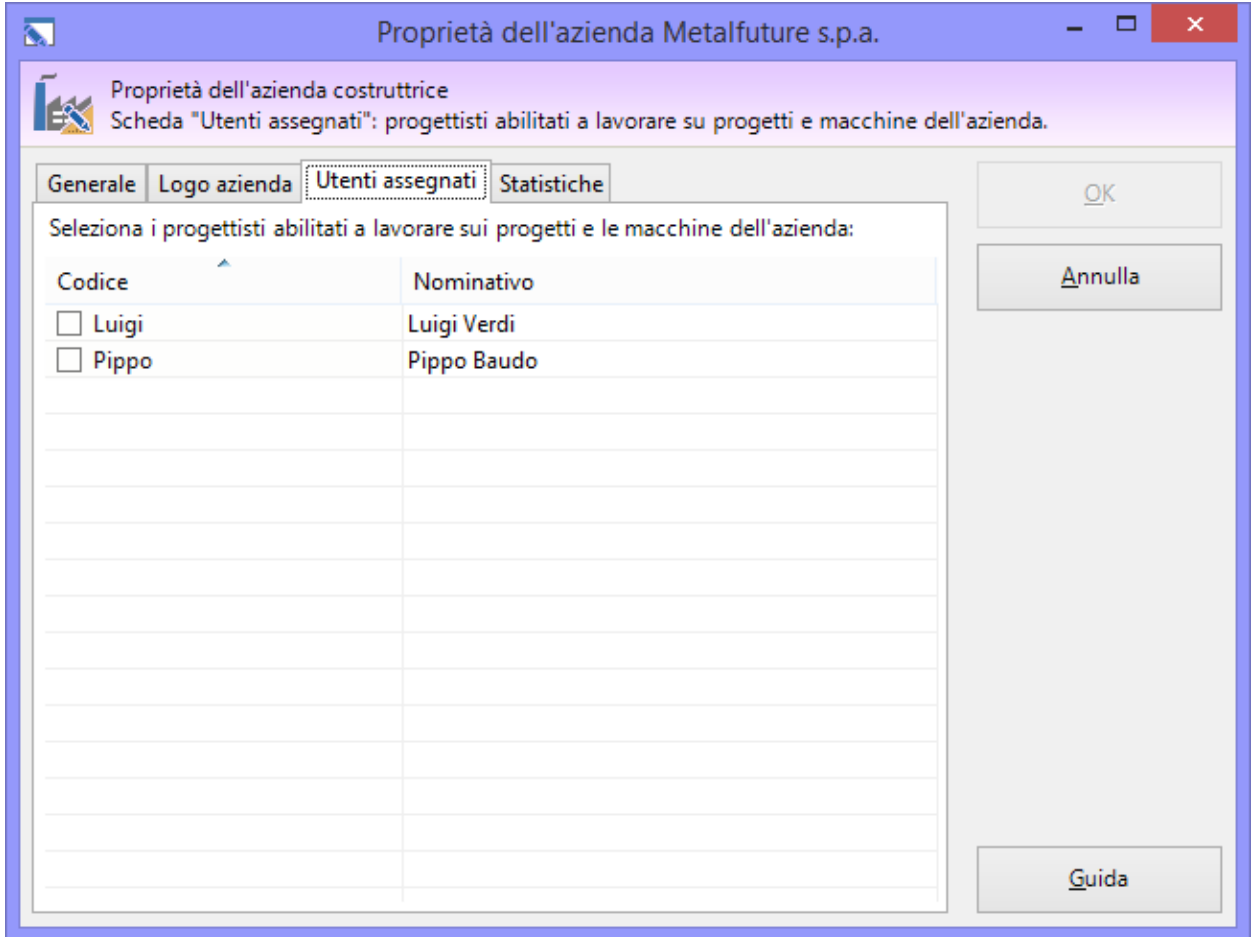 Proprietà dell'azienda Metalfuture s.p.a.
Proprietà dell'azienda costruttrice
Scheda "Utenti assegnati": progettisti abilitati a lavorare su progetti e macchine dell'azienda.
Generale Logo azienda Utenti assegnati Statistiche
OK
Seleziona i progettisti abilitati a lavorare sui progetti e le macchine dell'azienda:
Annulla
Codice Nominativo
Luigi Luigi Verdi
Pippo Pippo Baudo
Guida